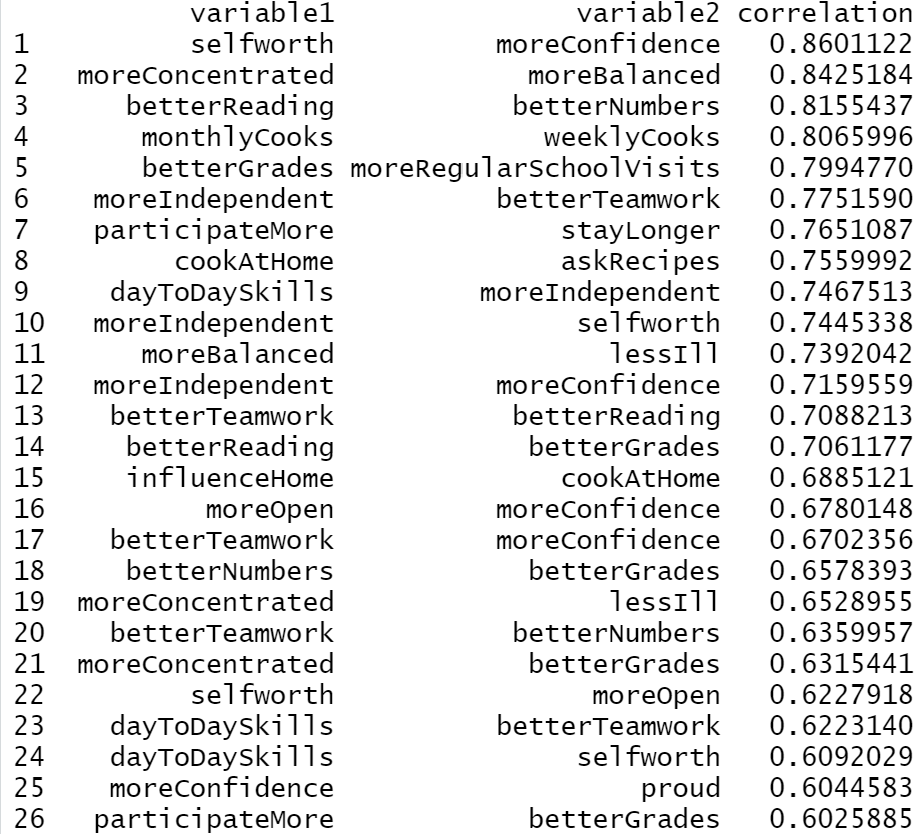 variable1 variable2 correlation
1 selfworth moreConfidence 0.8601122
2 moreConcentrated moreBalanced 0.8425184
3 betterReading betterNumbers 0.8155437
4 monthlyCooks weeklyCooks 0.8065996
5 betterGrades moreRegularSchoolVisits 0.7994770
6 moreIndependent betterTeamwork 0.7751590
7 participateMore stayLonger 0.7651087
8 cookAtHome askRecipes 0.7559992
9 dayToDaySkills moreIndependent 0.7467513
10 moreIndependent selfworth 0.7445338
11 moreBalanced lessIll 0.7392042
12 moreIndependent moreConfidence 0.7159559
13 betterTeamwork betterReading 0.7088213
14 betterReading betterGrades 0.7061177
15 influenceHome cookAtHome 0.6885121
16 moreOpen moreConfidence 0.6780148
17 betterTeamwork moreConfidence 0.6702356
18 betterNumbers betterGrades 0.6578393
19 moreConcentrated lessIll 0.6528955
20 betterTeamwork betterNumbers 0.6359957
21 moreConcentrated betterGrades 0.6315441
22 selfworth moreOpen 0.6227918
23 dayToDaySkills betterTeamwork 0.6223140
24 dayToDaySkills selfworth 0.6092029
25 moreConfidence proud 0.6044583
26 participateMore betterGrades 0.6025885